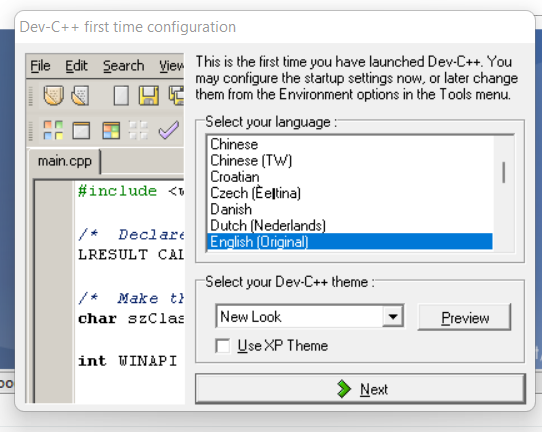 Dev-C++ first time configuration
File Edit Search View
main.cpp
#include <w
/* Declare
LRESULT CAL
/* Make th
char szClas
int WINAPI
This is the first time you have launched Dev-C++. You
may configure the startup settings now, or later change
them from the Environment options in the Tools menu.
Select your language :
Chinese
Chinese (TW)
Croatian
Czech (Èeština)
Danish
Dutch (Nederlands)
English (Original)
Select your Dev-C++ theme :
New Look
Preview
Use XP Theme
Next